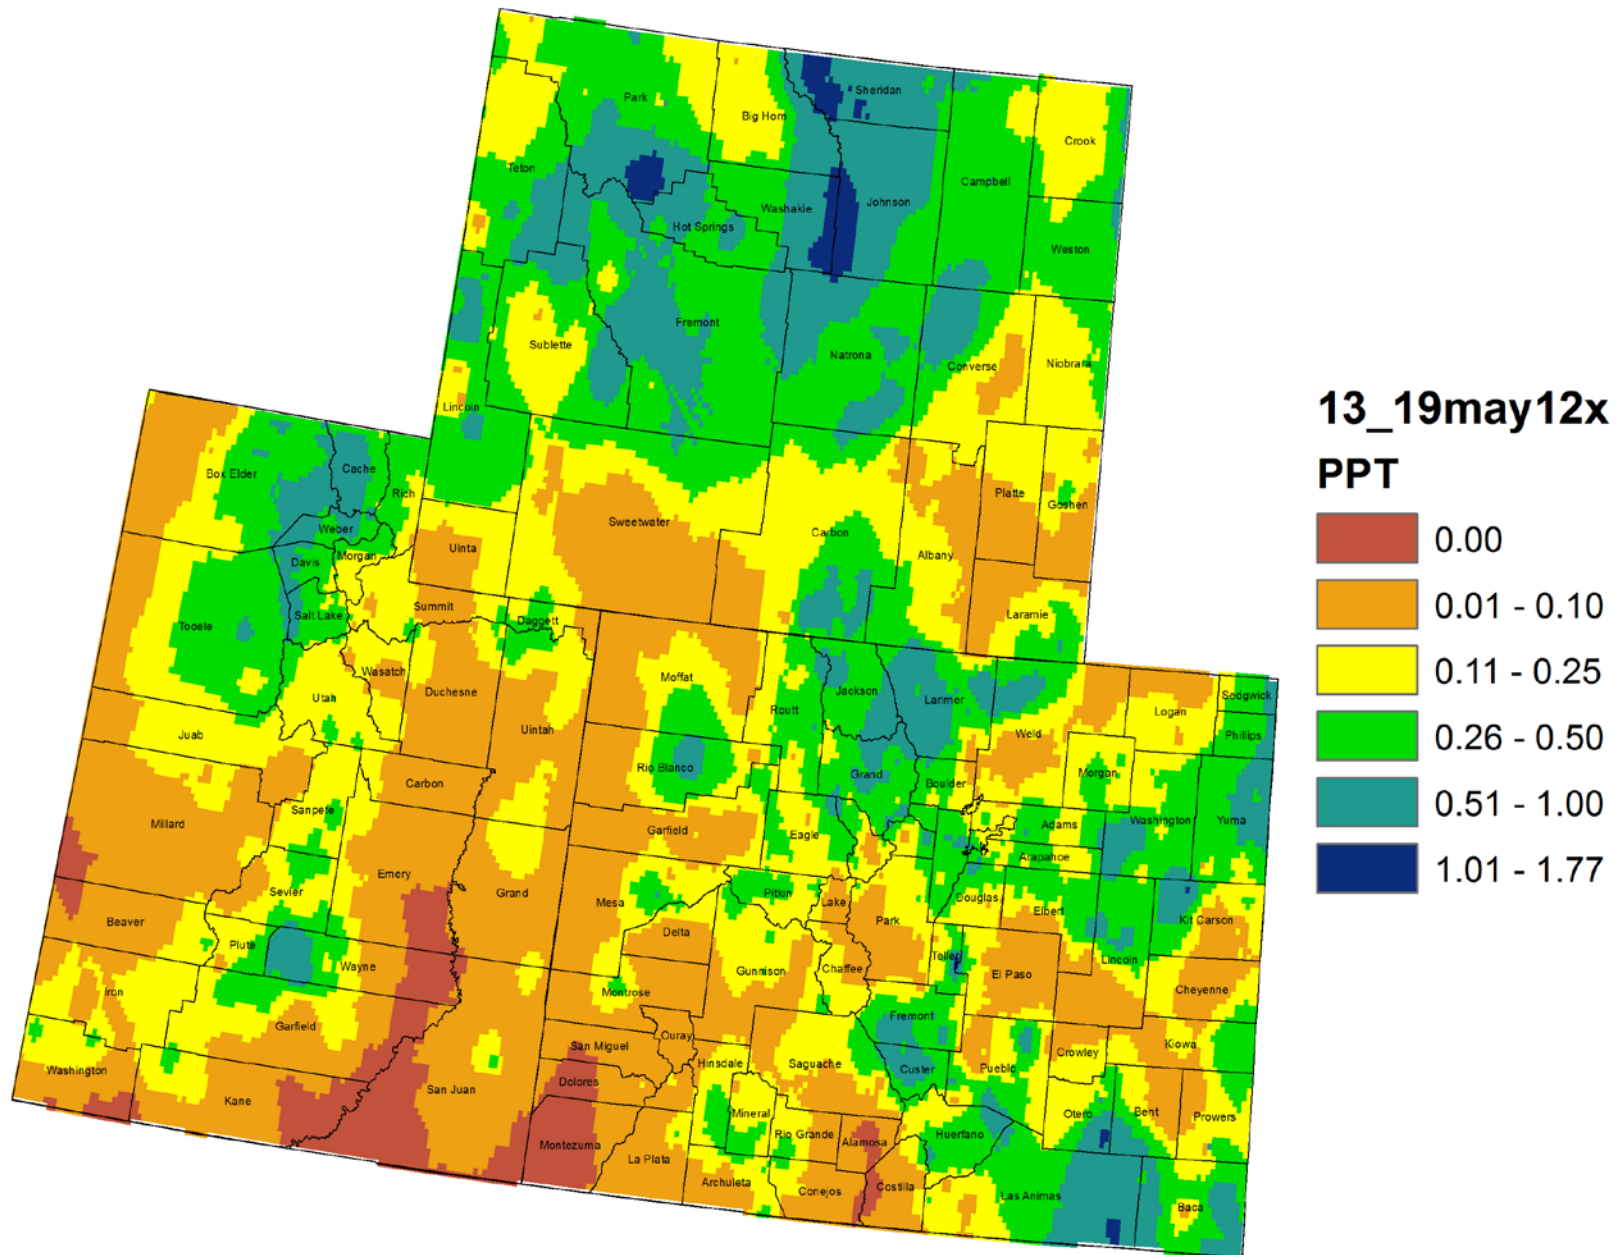 Park
Big Horn
Sheridan
Crook
Teton
Campbell
Washakie
Johnson
Hot Springs
Weston
Fremont
Sublette
Natrona
Converse
Niobrara
Lincoln
13_19may12x
PPT
0.00
0.01 - 0.10
0.11 - 0.25
0.26 - 0.50
0.51 - 1.00
1.01 - 1.77
Box Elder
Cache
Rich
Sweetwater
Platte
Goshen
Weber
Carbon
Uinta
Albany
Morgan
Davis
Summit
Salt Lake
Tooele
Daggett
Laramie
Wasatch
Moffat
Duchesne
Jackson
Larimer
Sedgwick
Utah
Routt
Logan
Juab
Uintah
Weld
Phillips
Rio Blanco
Grand
Morgan
Carbon
Boulder
Sanpete
Millard
Garfield
Eagle
Adams
Washington
Yuma
Arapahoe
Emery
Sevier
Grand
Mesa
Pitkin
Lake
Park
Douglas
Elbert
Kit Carson
Beaver
Delta
Piute
Wayne
Gunnison
Chaffee
Teller
El Paso
Lincoln
Iron
Montrose
Cheyenne
Garfield
Fremont
Ouray
San Miguel
Kiowa
Crowley
Hinsdale
Saguache
Custer
Pueblo
Washington
Dolores
San Juan
Kane
Mineral
Otero
Bent
Prowers
Rio Grande
Alamosa
Huerfano
Montezuma
La Plata
Archuleta
Conejos
Costilla
Las Animas
Baca